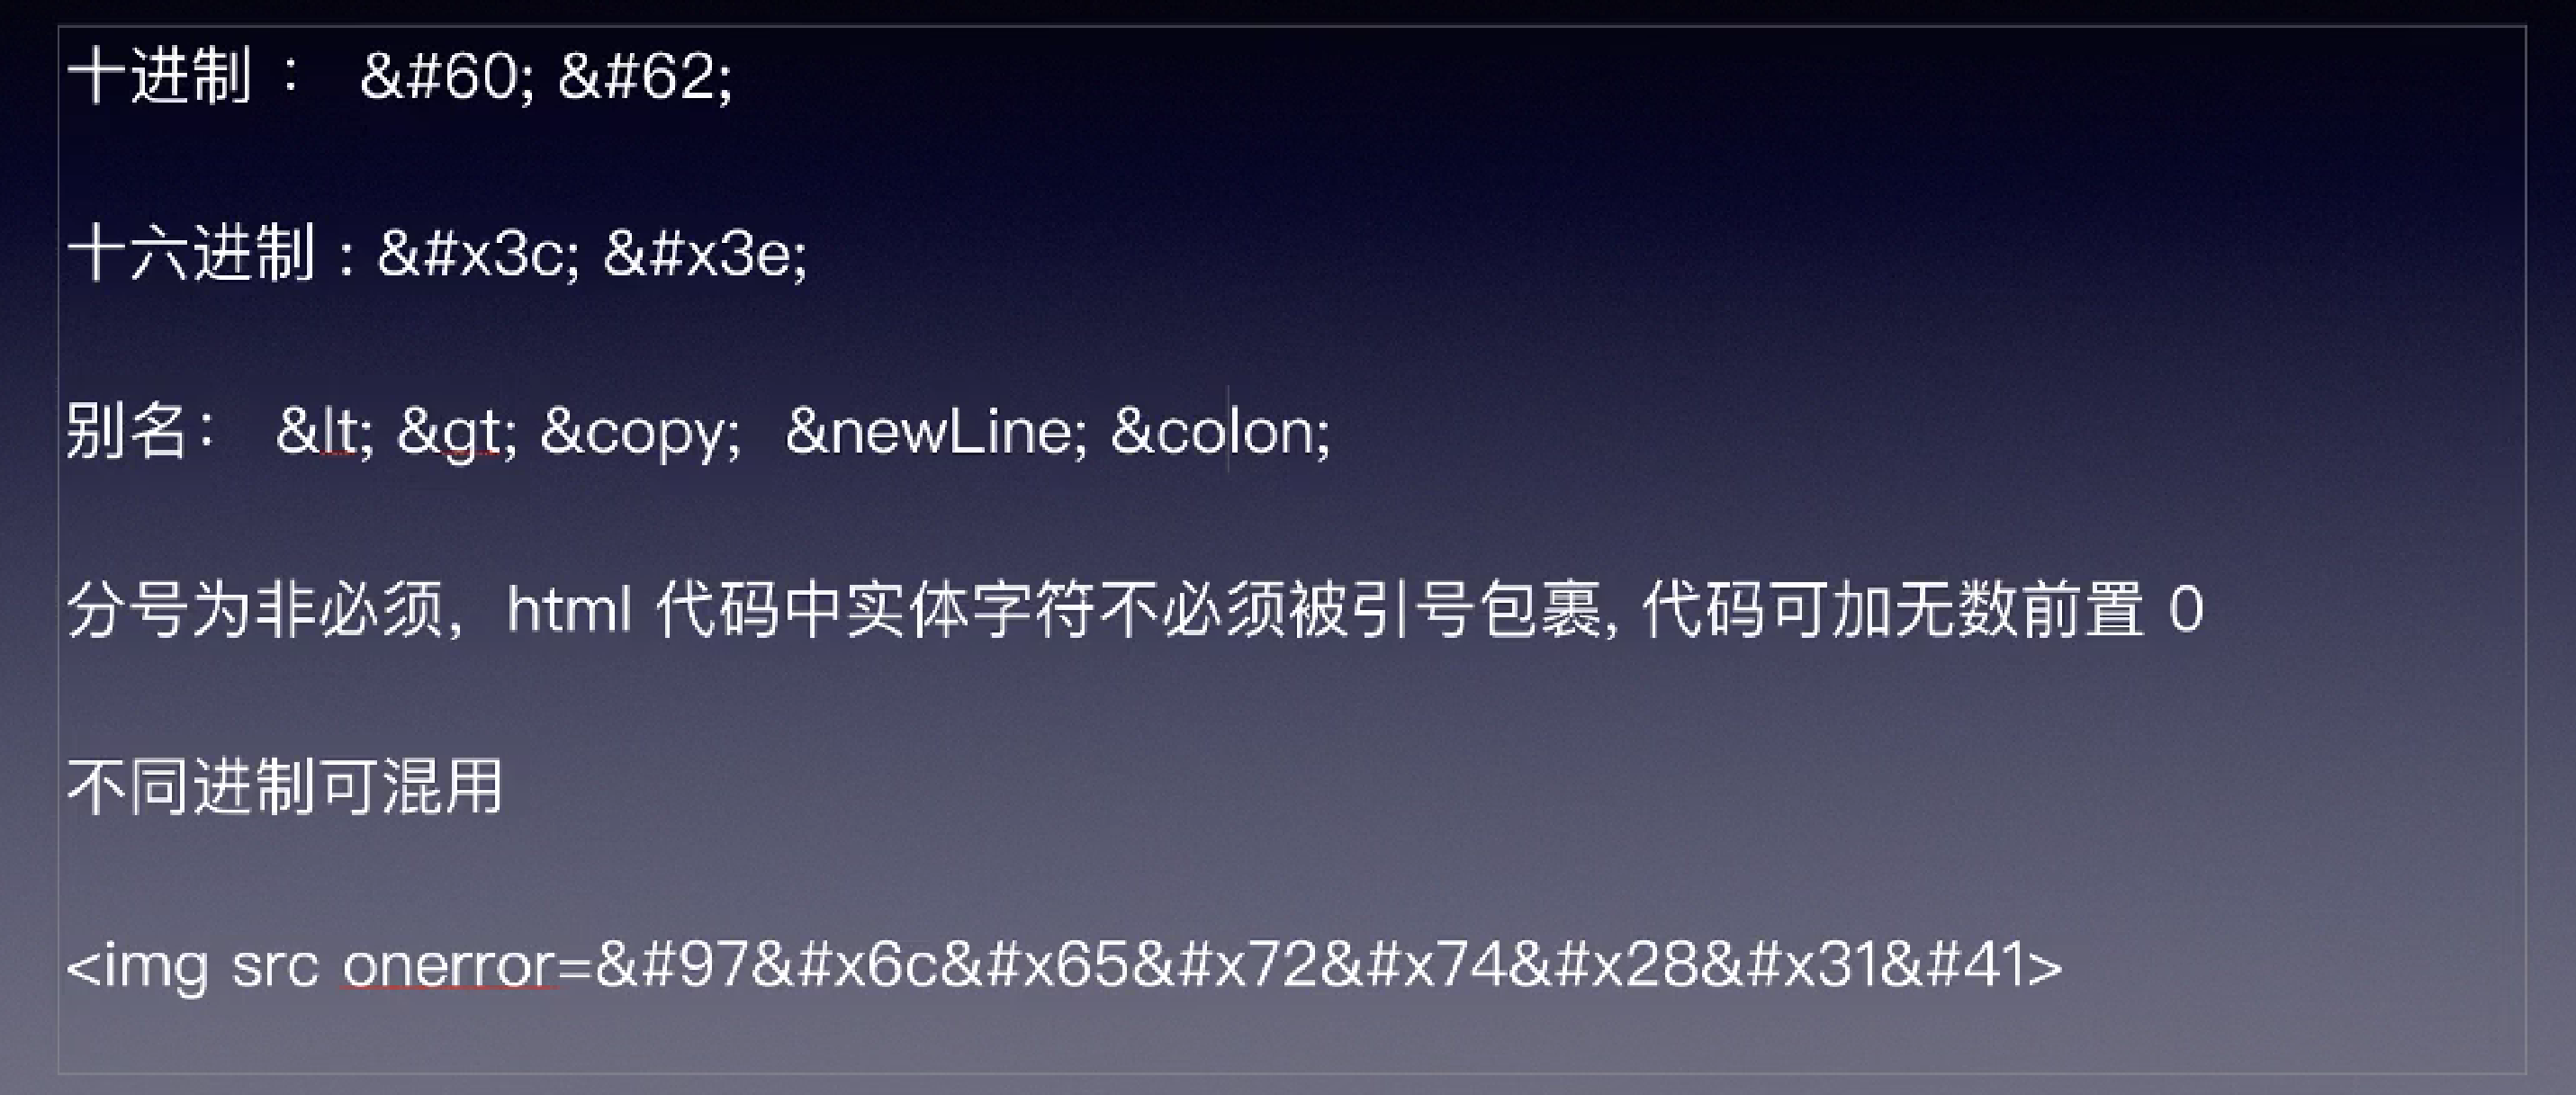 十进制： &#60; &#62;
十六进制：&#x3c; &#x3e;
别名： &lt; &gt; &copy; &newLine; &colon;
分号为非必须，html 代码中实体字符不必须被引号包裹, 代码可加无数前置 0
不同进制可混用
<img src onerror=&#97&#x6c&#x65&#x72&#x74&#x28&#x31&#41>